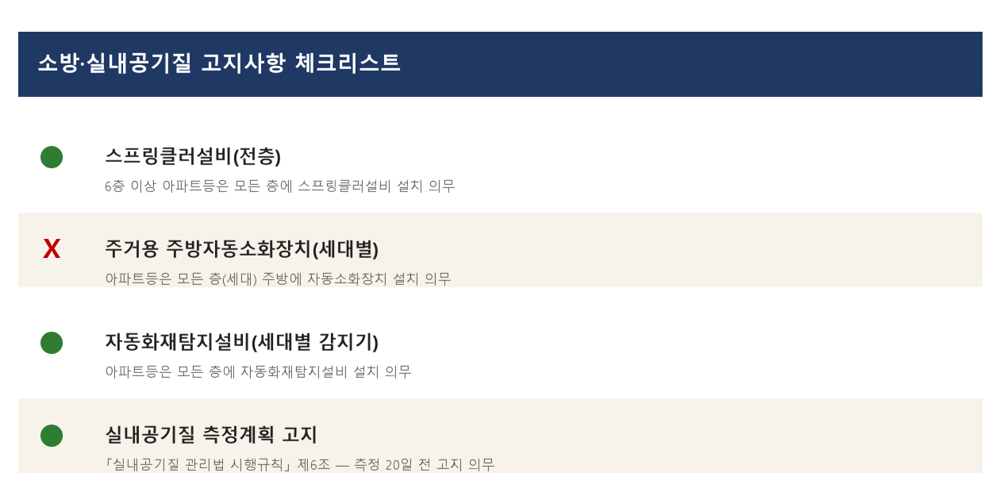 소방·실내공기질 고지사항 체크리스트
스프링클러설비(전층)
6층 이상 아파트등은 모든 층에 스프링클러설비 설치 의무
X
주거용 주방자동소화장치(세대별)
아파트등은 모든 층(세대) 주방에 자동소화장치 설치 의무
자동화재탐지설비(세대별 감지기)
아파트등은 모든 층에 자동화재탐지설비 설치 의무
실내공기질 측정계획 고지
「실내공기질 관리법 시행규칙」 제6조 — 측정 20일 전 고지 의무